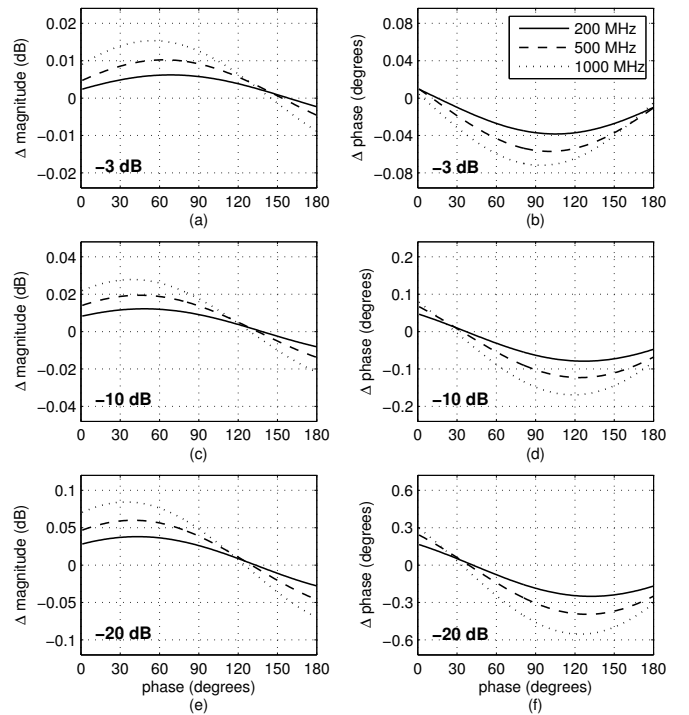 0.02
0.01
0
−0.01
−0.02
Δ magnitude (dB)
−3 dB
0 30 60 90 120 150 180
(a)
0.08
0.04
0
−0.04
−0.08
Δ phase (degrees)
200 MHz
500 MHz
1000 MHz
−3 dB
0 30 60 90 120 150 180
(b)
0.04
0.02
0
−0.02
−0.04
Δ magnitude (dB)
−10 dB
0 30 60 90 120 150 180
(c)
0.2
0.1
0
−0.1
−0.2
Δ phase (degrees)
−10 dB
0 30 60 90 120 150 180
(d)
0.1
0.05
0
−0.05
−0.1
Δ magnitude (dB)
−20 dB
0 30 60 90 120 150 180
phase (degrees)
(e)
0.6
0.3
0
−0.3
−0.6
Δ phase (degrees)
−20 dB
0 30 60 90 120 150 180
phase (degrees)
(f)